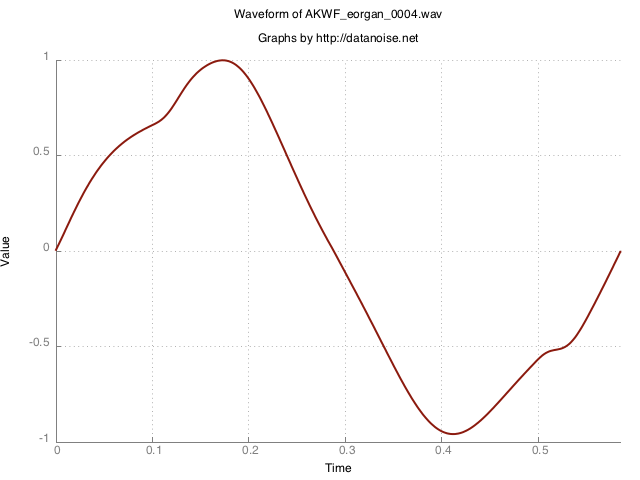 Waveform of AKWF_eorgan_0004.wav
Graphs by http://datanoise.net
1
0.5
0
-0.5
-1
Value
0 0.1 0.2 0.3 0.4 0.5
Time